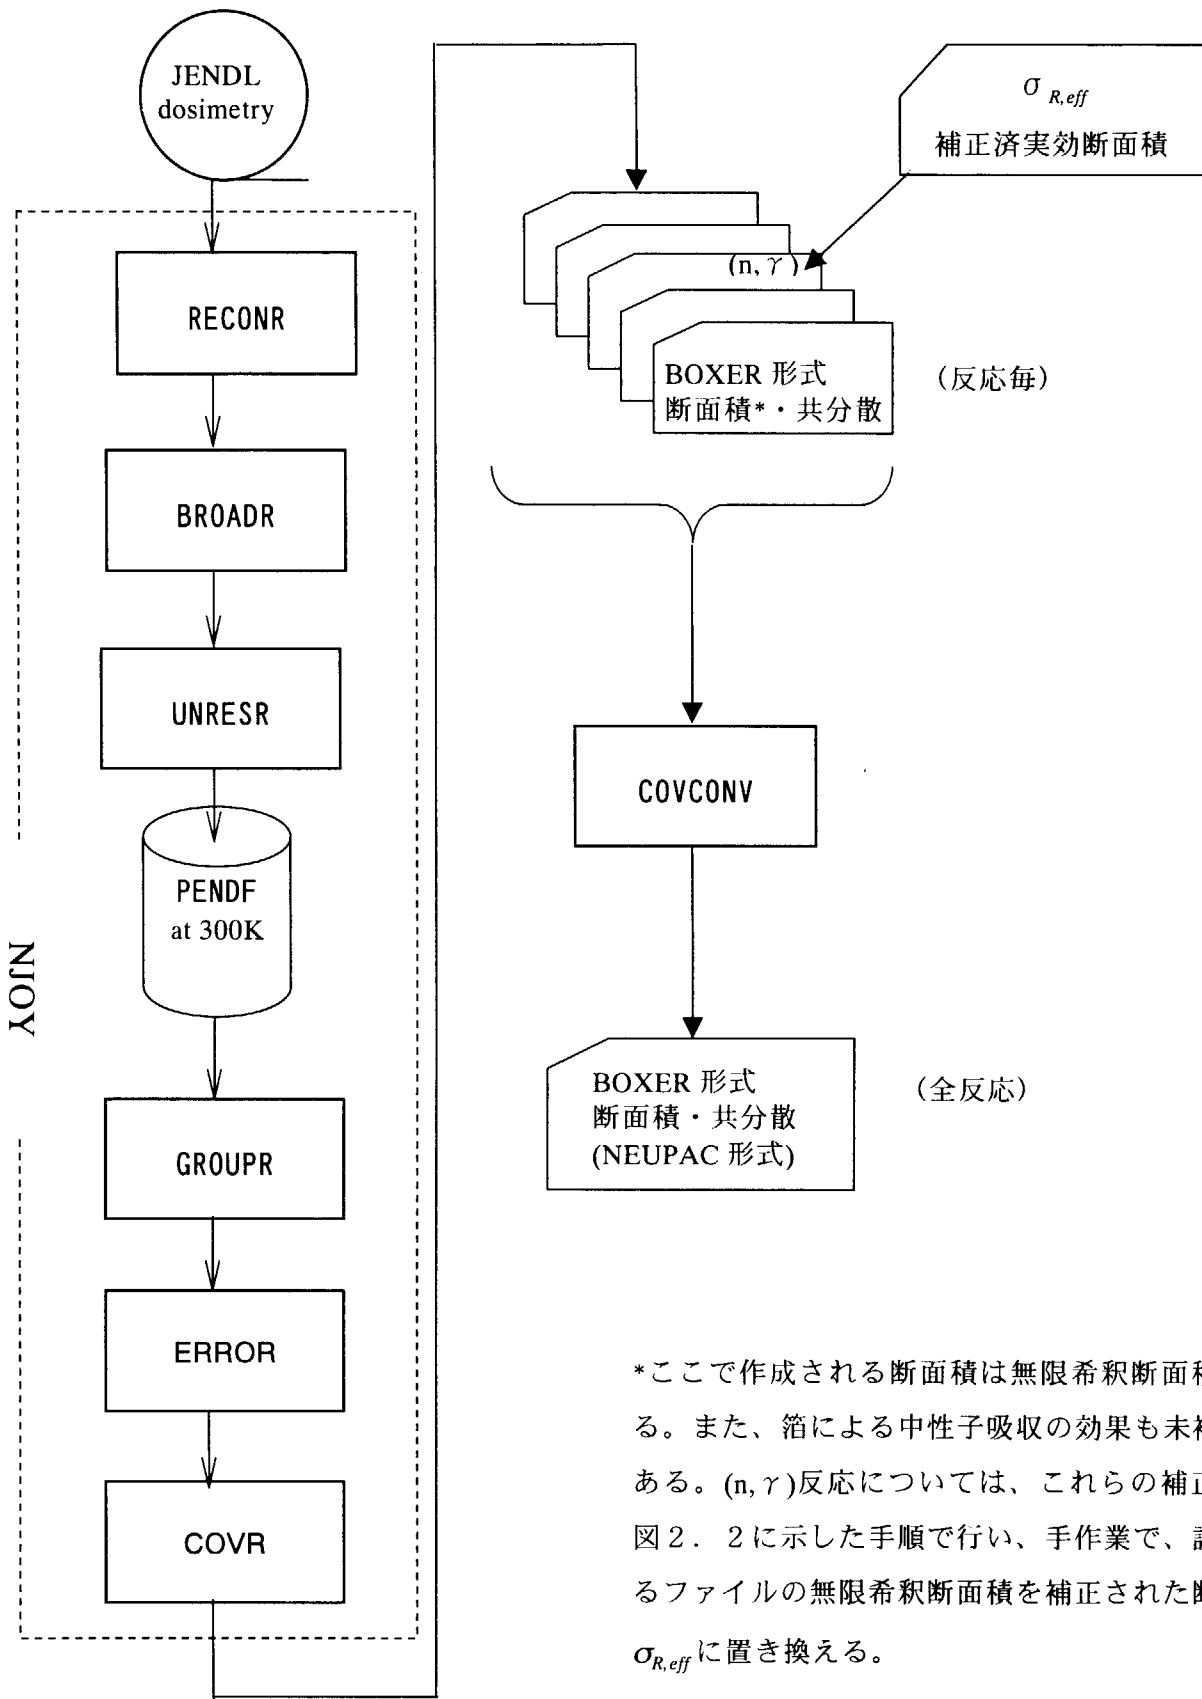 JENDL
dosimetry
RECONR
BROADR
UNRESR
PENDF
at 300K
NJOY
GROUPR
ERROR
COVR
σ R,eff
補正済実効断面積
(n,γ)
BOXER 形式
断面積*・共分散
(反応毎)
COVCONV
BOXER 形式
断面積・共分散
(NEUPAC 形式)
(全反応)
*ここで作成される断面積は無限希釈断面積
る。また、箔による中性子吸収の効果も未補
ある。(n,γ)反応については、これらの補正
図2．2に示した手順で行い、手作業で、
るファイルの無限希釈断面積を補正された断
σR,effに置き換える。